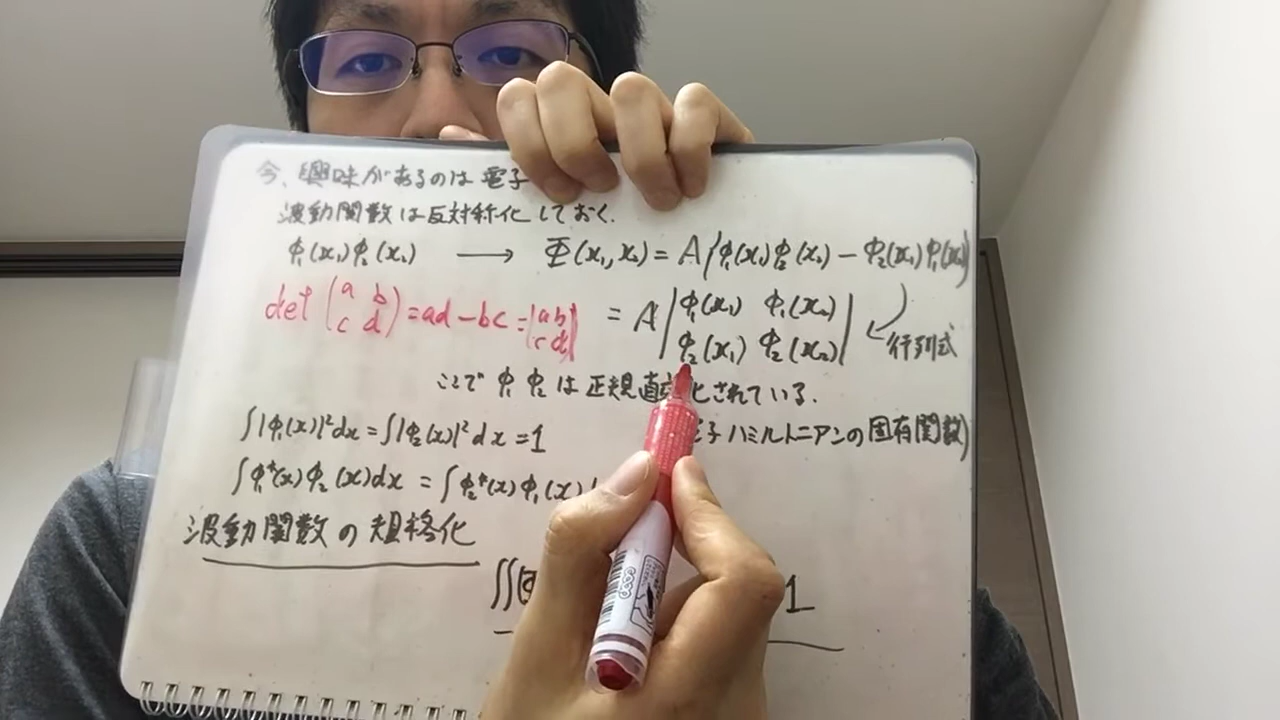 今、興味があるのは電子
波動関数は反対称化しておく.
φ₁(x₁)φ₂(x₂) ⟶ Φ(x₁,x₂) = A{φ₁(x₁)φ₂(x₂) − φ₂(x₁)φ₁(x₂)}
det (a b c d) = ad − bc = |a b c d|
= A |φ₁(x₁) φ₁(x₂)
φ₂(x₁) φ₂(x₂)| 行列式
ここで φ₁ φ₂ は正規直 化されている.
∫|φ₁(x)|²dx = ∫|φ₂(x)|²dx = 1
子ハミルトニアンの固有関数)
∫φ₁*(x)φ₂(x)dx = ∫φ₂*(x)φ₁(x)
波動関数の規格化
∬ 1